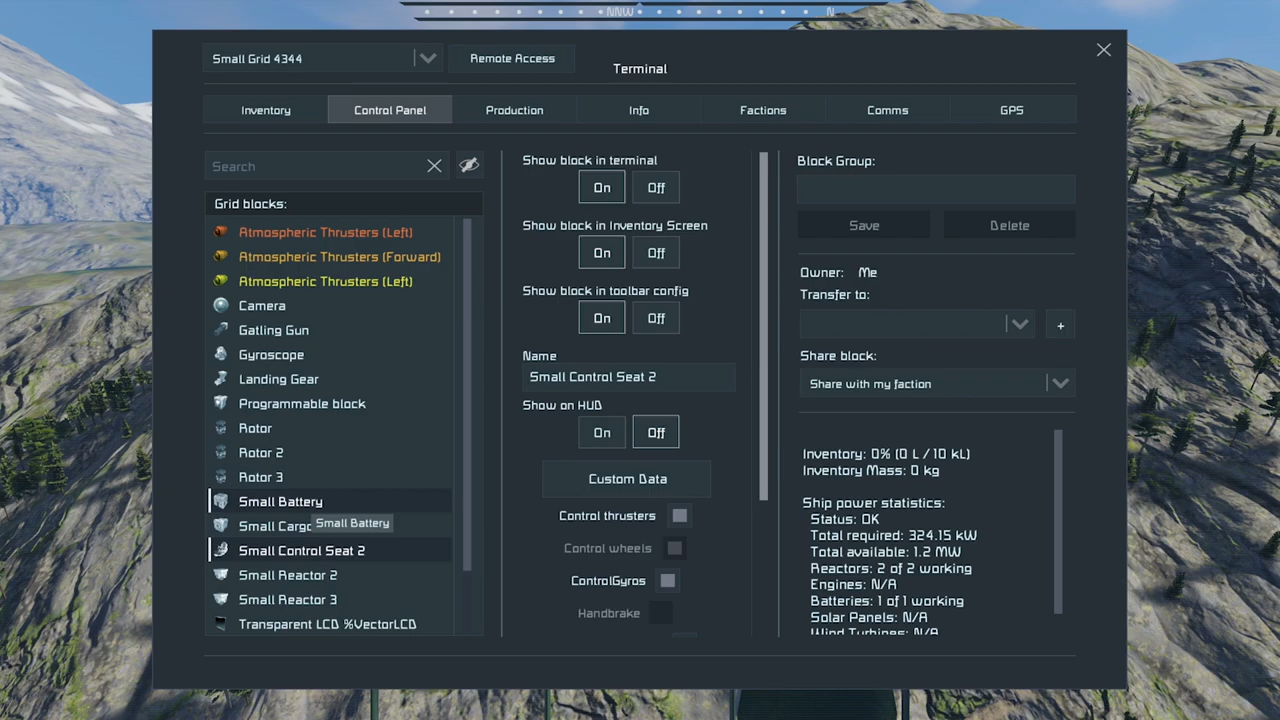 NNW
N
Small Grid 4344
Remote Access
Terminal
Inventory
Control Panel
Production
Info
Factions
Comms
GPS
Search
Grid blocks:
Atmospheric Thrusters (Left)
Atmospheric Thrusters (Forward)
Atmospheric Thrusters (Left)
Camera
Gatling Gun
Gyroscope
Landing Gear
Programmable block
Rotor
Rotor 2
Rotor 3
Small Battery
Small Cargo
Small Battery
Small Control Seat 2
Small Reactor 2
Small Reactor 3
Transparent LCD %VectorLCD
Show block in terminal
On Off
Show block in Inventory Screen
On Off
Show block in toolbar config
On Off
Name
Small Control Seat 2
Show on HUD
On Off
Custom Data
Control thrusters
Control wheels
ControlGyros
Handbrake
Block Group:
Save
Delete
Owner: Me
Transfer to:
+
Share block:
Share with my faction
Inventory: 0% (0 L / 10 kL)
Inventory Mass: 0 kg
Ship power statistics:
Status: OK
Total required: 324.15 kW
Total available: 1.2 MW
Reactors: 2 of 2 working
Engines: N/A
Batteries: 1 of 1 working
Solar Panels: N/A
Wind Turbines: N/A